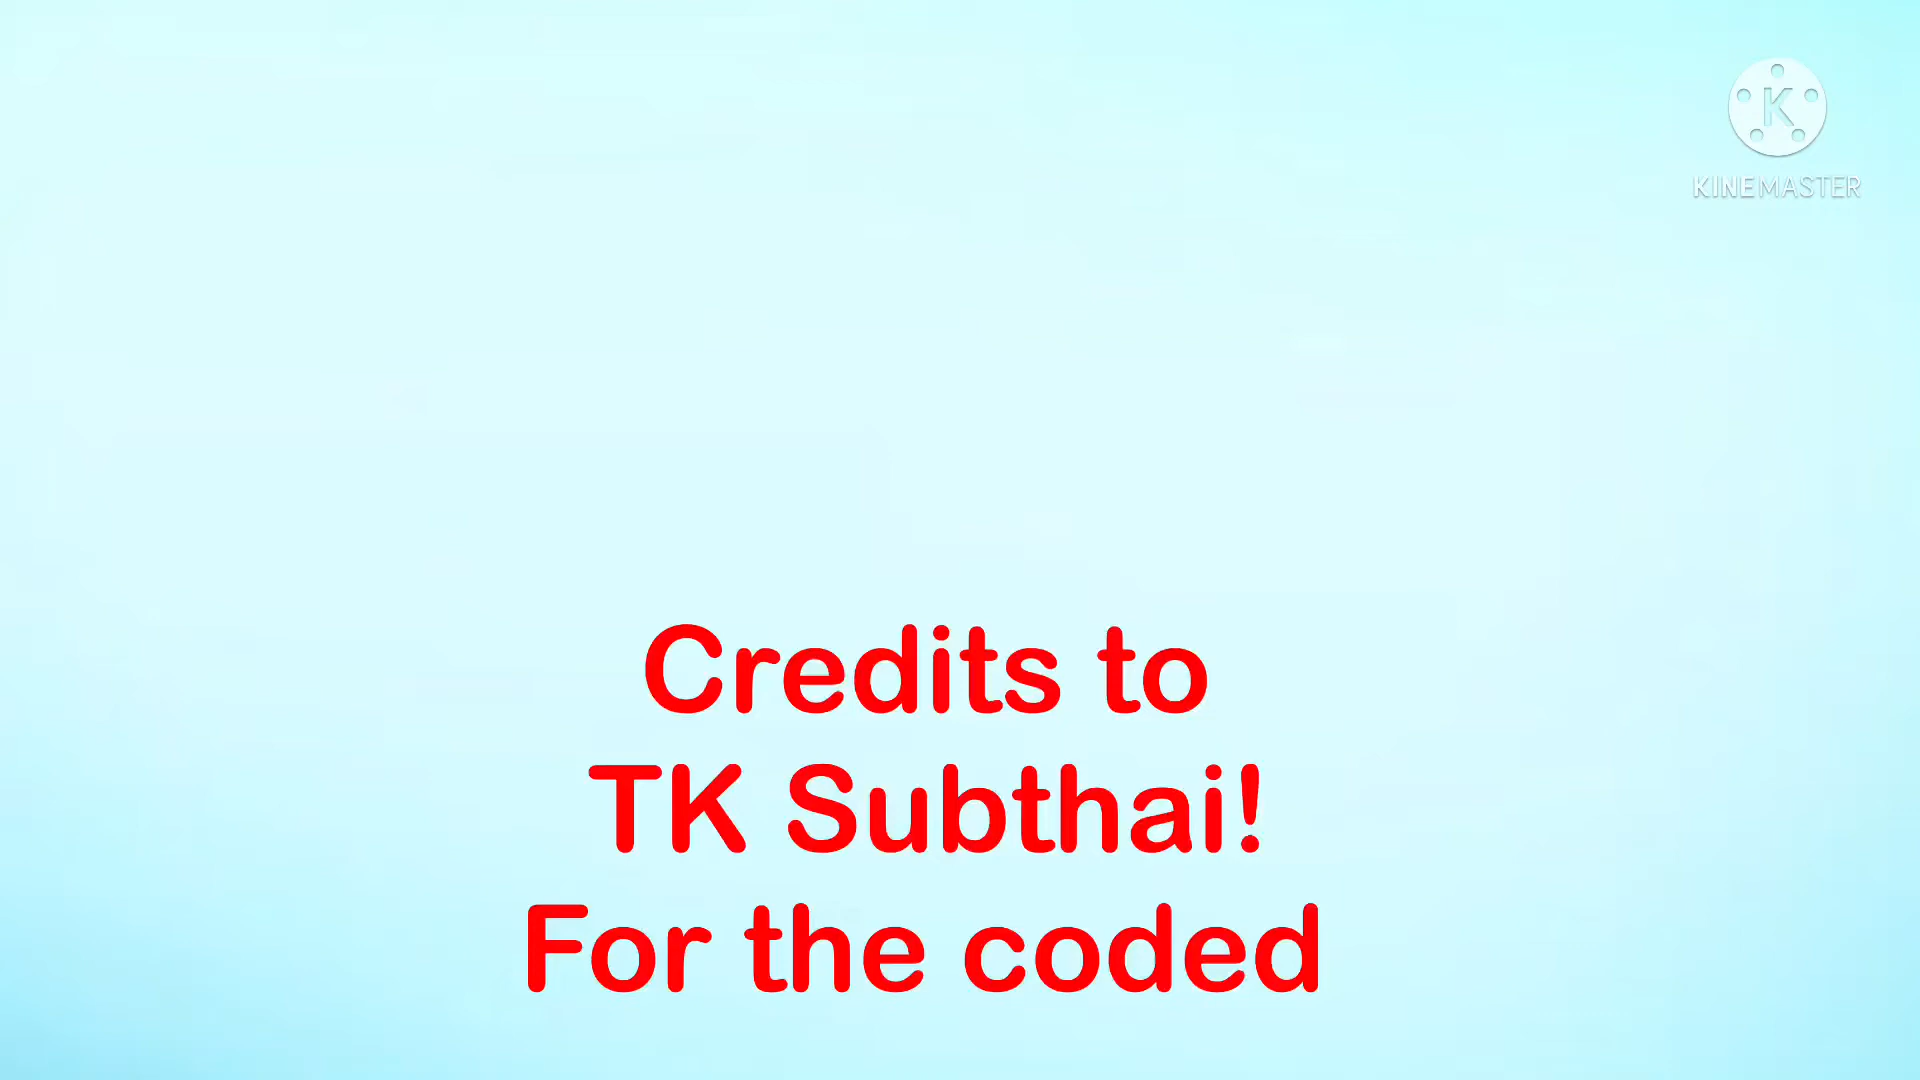 K
KINEMASTER
Credits to
TK Subthai!
For the coded